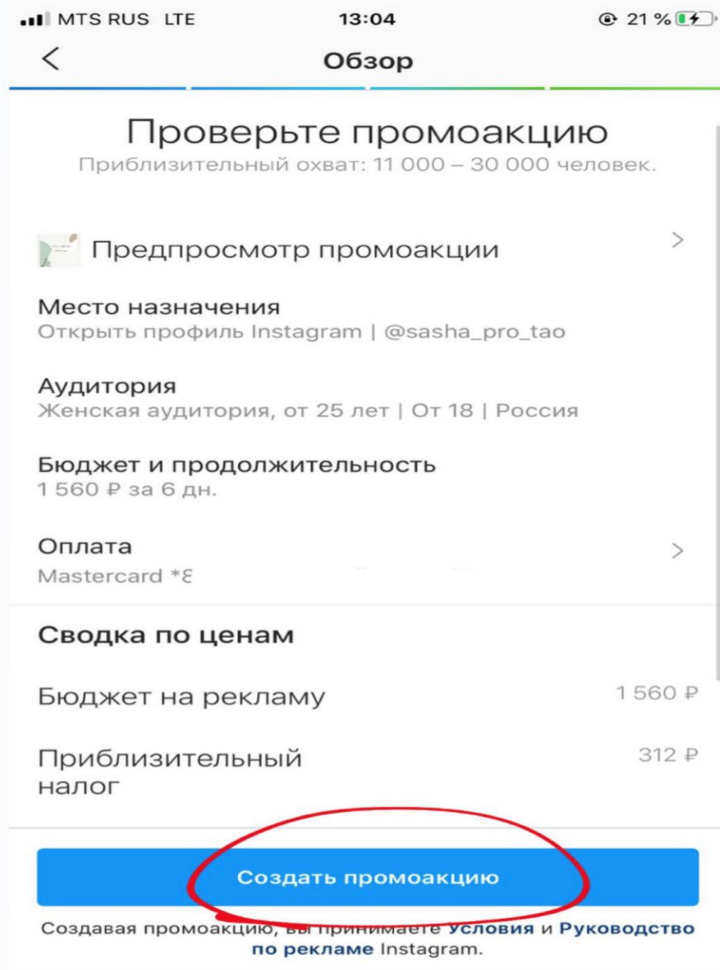 MTS RUS LTE 13:04 21 %
Обзор
Проверьте промоакцию
Приблизительный охват: 11 000 – 30 000 человек.
Предпросмотр промоакции
Место назначения
Открыть профиль Instagram | @sasha_pro_tao
Аудитория
Женская аудитория, от 25 лет | От 18 | Россия
Бюджет и продолжительность
1 560 ₽ за 6 дн.
Оплата
Mastercard
Сводка по ценам
Бюджет на рекламу 1 560 ₽
Приблизительный 312 ₽
налог
Создать промоакцию
Создавая промоакцию, вы принимаете Условия и Руководство
по рекламе Instagram.